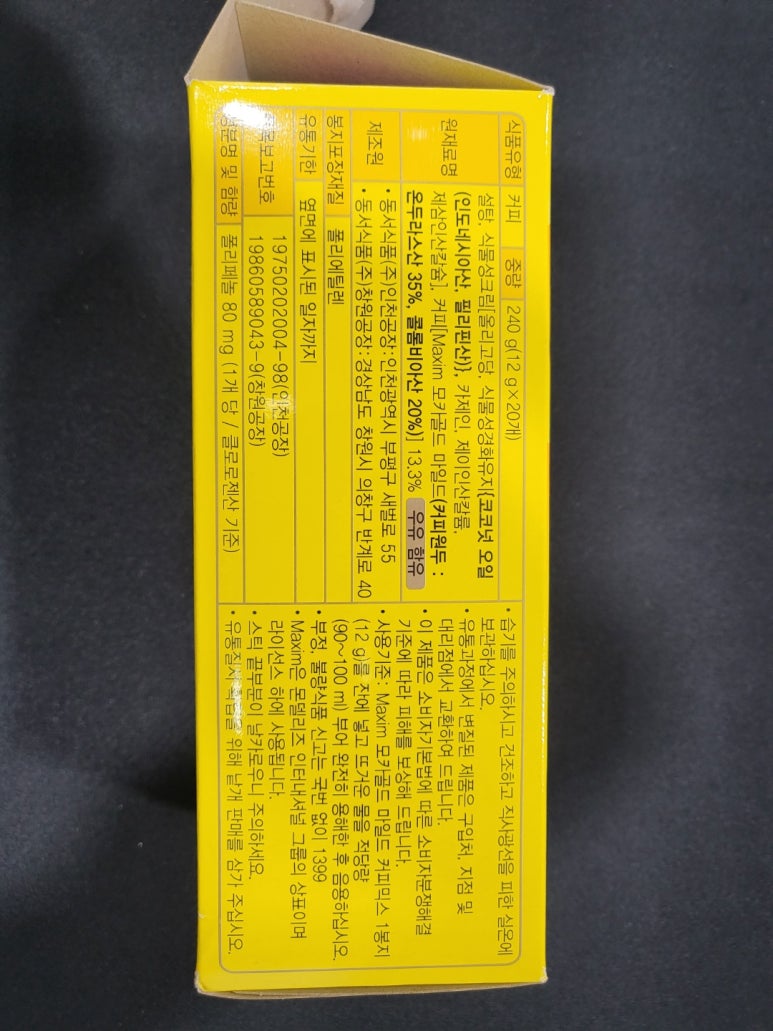 식품유형 커피 중량 240 g(12 g×20개)
원재료명
설탕, 식물성크림[올리고당, 식물성경화유지{코코넛 오일
(인도네시아산, 필리핀산)}, 카제인, 제이인산칼륨,
제삼인산칼슘], 커피[Maxim 모카골드 마일드(커피원두 :
온두라스산 35%, 콜롬비아산 20%)] 13.3% 우유 함유
제조원
• 동서식품(주)인천공장:인천광역시 부평구 새벌로 55
• 동서식품(주)창원공장:경상남도 창원시 의창구 반계로 40
봉지포장재질 폴리에틸렌
유통기한 옆면에 표시된 일자까지
보고번호
19750202004-98(인천공장)
19860589043-9(창원공장)
및 함량 폴리페놀 80 mg (1개 당 / 클로로젠산 기준)
• 습기를 주의하시고 건조하고 직사광선을 피한 실온에
보관하십시오.
• 유통과정에서 변질된 제품은 구입처, 지점 및
대리점에서 교환하여 드립니다.
• 이 제품은 소비자기본법에 따른 소비자분쟁해결
기준에 따라 피해를 보상해 드립니다.
• 사용기준 : Maxim 모카골드 마일드 커피믹스 1봉지
(12 g)를 잔에 넣고 뜨거운 물을 적당량
(90~100 ml) 부어 완전히 용해한 후 음용하십시오.
• 부정, 불량식품 신고는 국번 없이 1399
• Maxim은 몬델리즈 인터내셔널 그룹의 상표이며
라이선스 하에 사용됩니다.
• 스틱 끝부분이 날카로우니 주의하세요.
• 유통질서확립을 위해 낱개 판매를 삼가 주십시오.